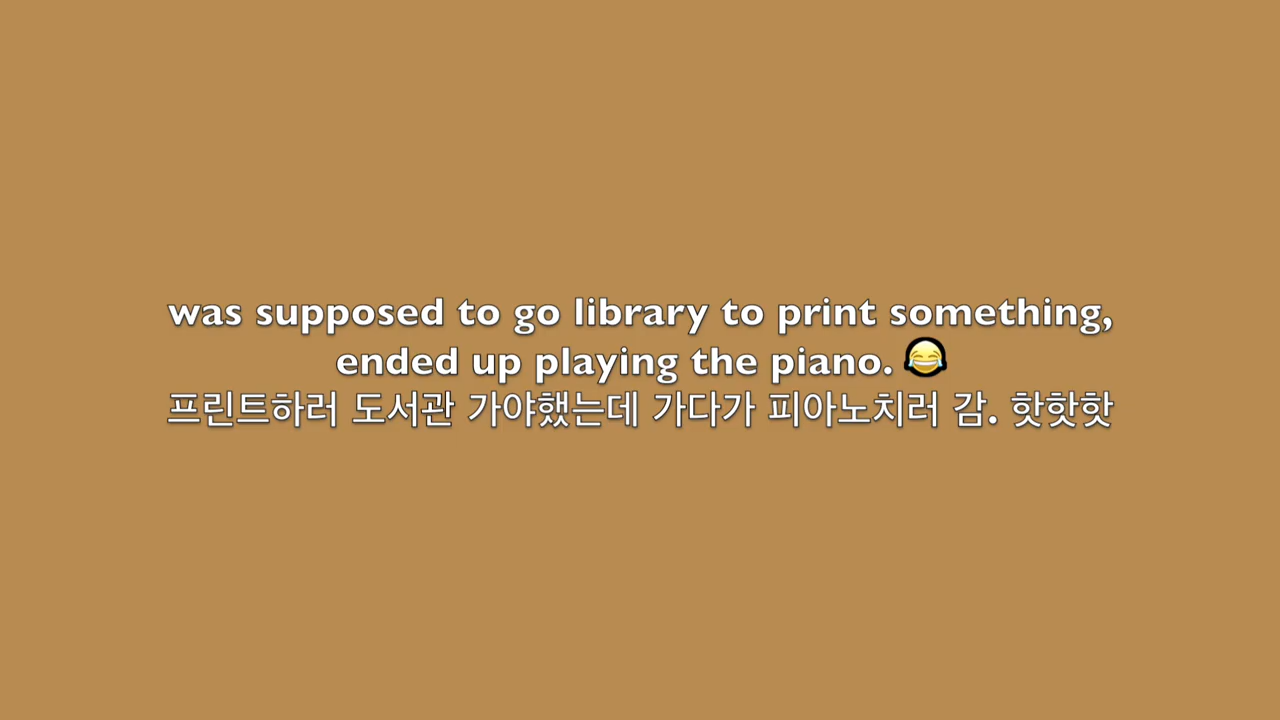 was supposed to go library to print something,
ended up playing the piano. 😂
프린트하러 도서관 가야했는데 가다가 피아노치러 감. 핫핫핫